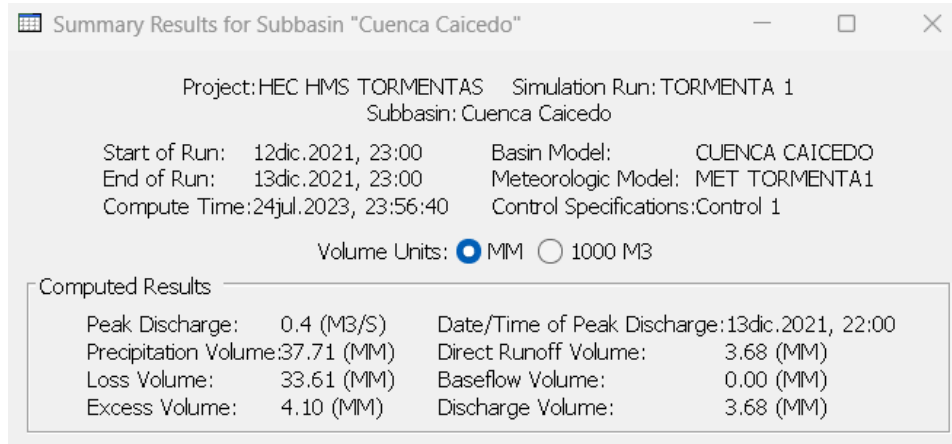 Summary Results for Subbasin "Cuenca Caicedo"
Project:HEC HMS TORMENTAS Simulation Run:TORMENTA 1
Subbasin:Cuenca Caicedo
Start of Run: 12dic.2021, 23:00 Basin Model: CUENCA CAICEDO
End of Run: 13dic.2021, 23:00 Meteorologic Model: MET TORMENTA1
Compute Time:24jul.2023, 23:56:40 Control Specifications:Control 1
Volume Units: MM 1000 M3
Computed Results
Peak Discharge: 0.4 (M3/S) Date/Time of Peak Discharge:13dic.2021, 22:00
Precipitation Volume:37.71 (MM) Direct Runoff Volume: 3.68 (MM)
Loss Volume: 33.61 (MM) Baseflow Volume: 0.00 (MM)
Excess Volume: 4.10 (MM) Discharge Volume: 3.68 (MM)